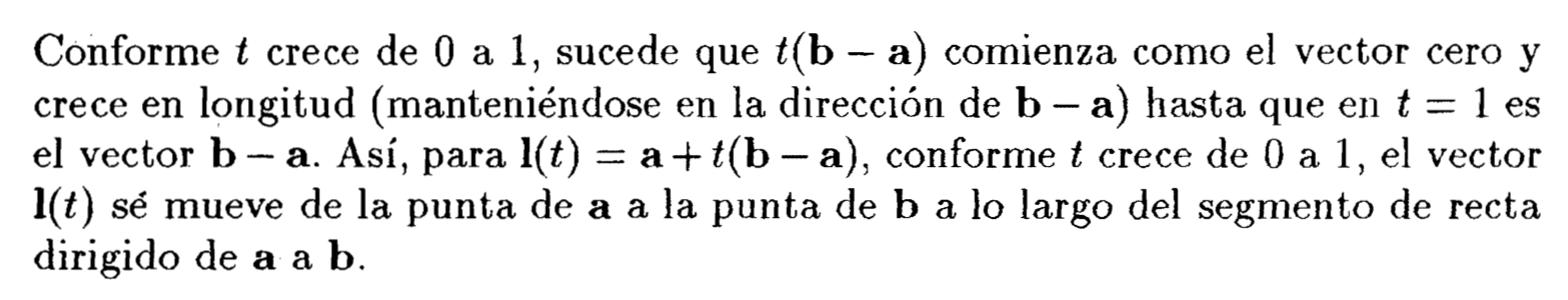 Conforme t crece de 0 a 1, sucede que t(b − a) comienza como el vector cero y
crece en longitud (manteniéndose en la dirección de b − a) hasta que en t = 1 es
el vector b − a. Así, para l(t) = a + t(b − a), conforme t crece de 0 a 1, el vector
l(t) sé mueve de la punta de a a la punta de b a lo largo del segmento de recta
dirigido de a a b.